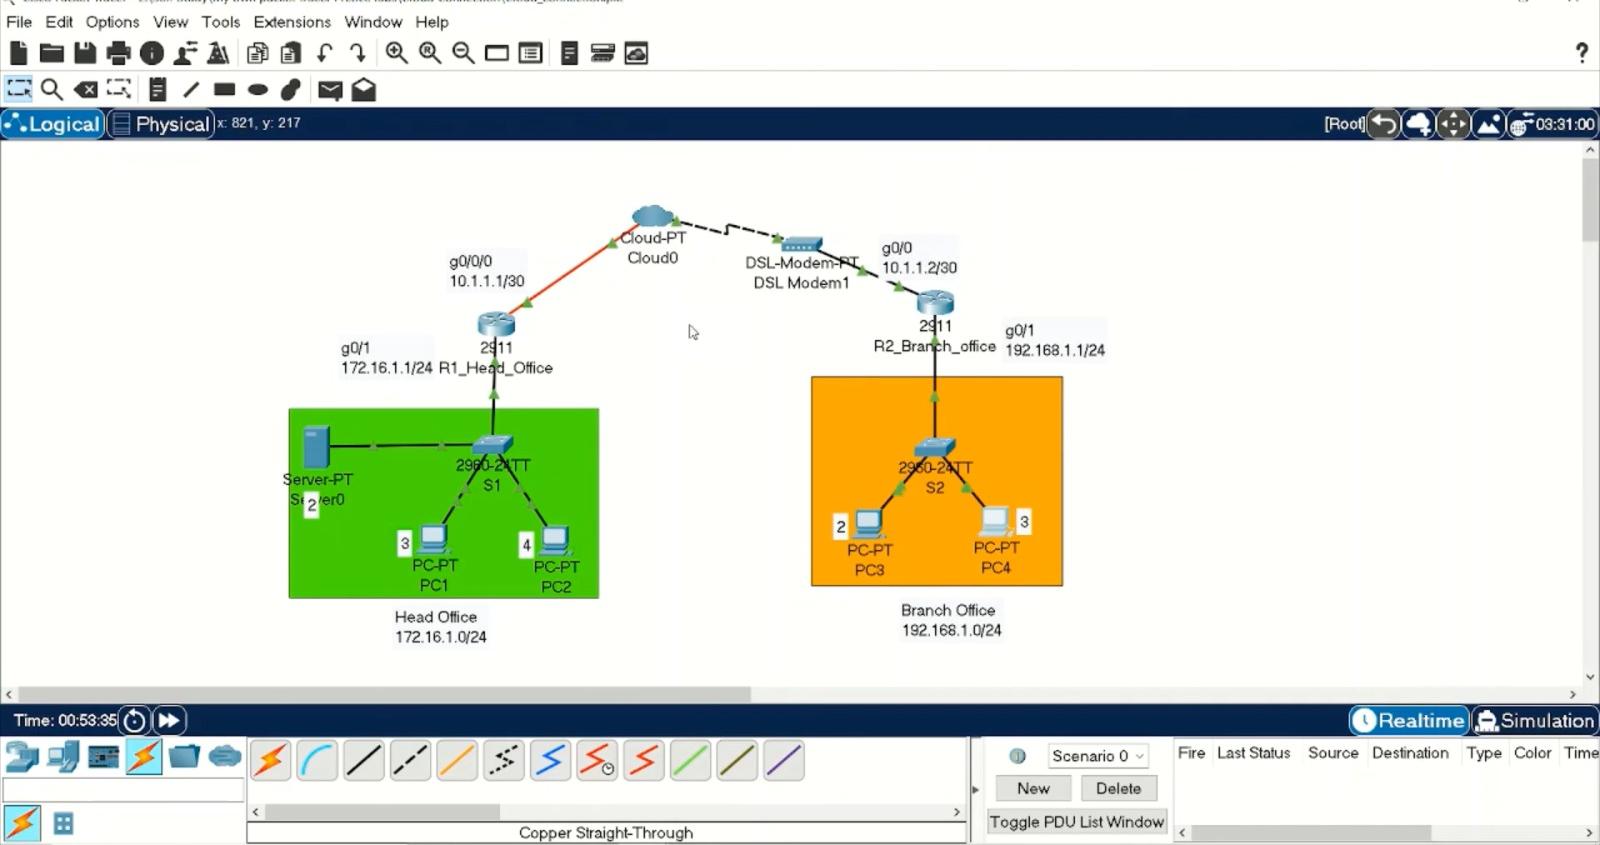 File Edit Options View Tools Extensions Window Help
?
Logical Physical x: 821, y: 217 [Root] 03:31:00
Cloud-PT
Cloud0
g0/0/0
10.1.1.1/30
DSL-Modem-PT
DSL Modem1
g0/0
10.1.1.2/30
2911
R1_Head_Office
g0/1
172.16.1.1/24
2911
R2_Branch_office
g0/1
192.168.1.1/24
Server-PT
Server0
2
2960-24TT
S1
3
PC-PT
PC1
4
PC-PT
PC2
Head Office
172.16.1.0/24
2960-24TT
S2
2
PC-PT
PC3
3
PC-PT
PC4
Branch Office
192.168.1.0/24
Time: 00:53:35 Realtime Simulation
Scenario 0
New Delete
Toggle PDU List Window
Fire Last Status Source Destination Type Color Time
Copper Straight-Through